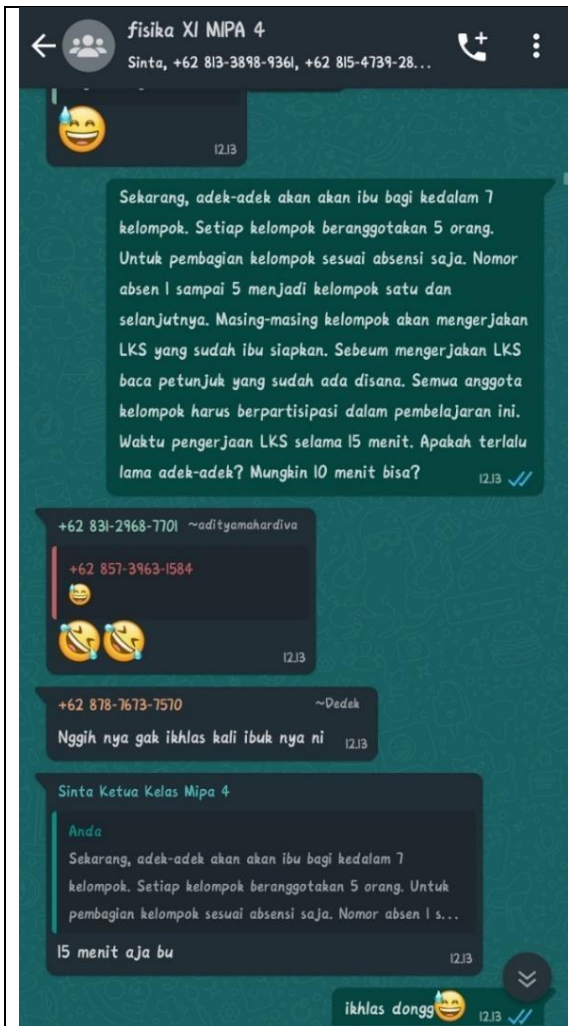 fisika XI MIPA 4
Sinta, +62 813-3898-9361, +62 815-4739-28...
12.13
Sekarang, adek-adek akan akan ibu bagi kedalam 7
kelompok. Setiap kelompok beranggotakan 5 orang.
Untuk pembagian kelompok sesuai absensi saja. Nomor
absen 1 sampai 5 menjadi kelompok satu dan
selanjutnya. Masing-masing kelompok akan mengerjakan
LKS yang sudah ibu siapkan. Sebeum mengerjakan LKS
baca petunjuk yang sudah ada disana. Semua anggota
kelompok harus berpartisipasi dalam pembelajaran ini.
Waktu pengerjaan LKS selama 15 menit. Apakah terlalu
lama adek-adek? Mungkin 10 menit bisa?
12.13
+62 831-2968-7701 ~adityamahardiva
+62 857-3963-1584
😅
🤣🤣
12.13
+62 878-7673-7570 ~Dedek
Nggih nya gak ikhlas kali ibuk nya ni 12.13
Sinta Ketua Kelas Mipa 4
Anda
Sekarang, adek-adek akan akan ibu bagi kedalam 7
kelompok. Setiap kelompok beranggotakan 5 orang. Untuk
pembagian kelompok sesuai absensi saja. Nomor absen 1 s...
15 menit aja bu
12.13
ikhlas dongg😅 12.13